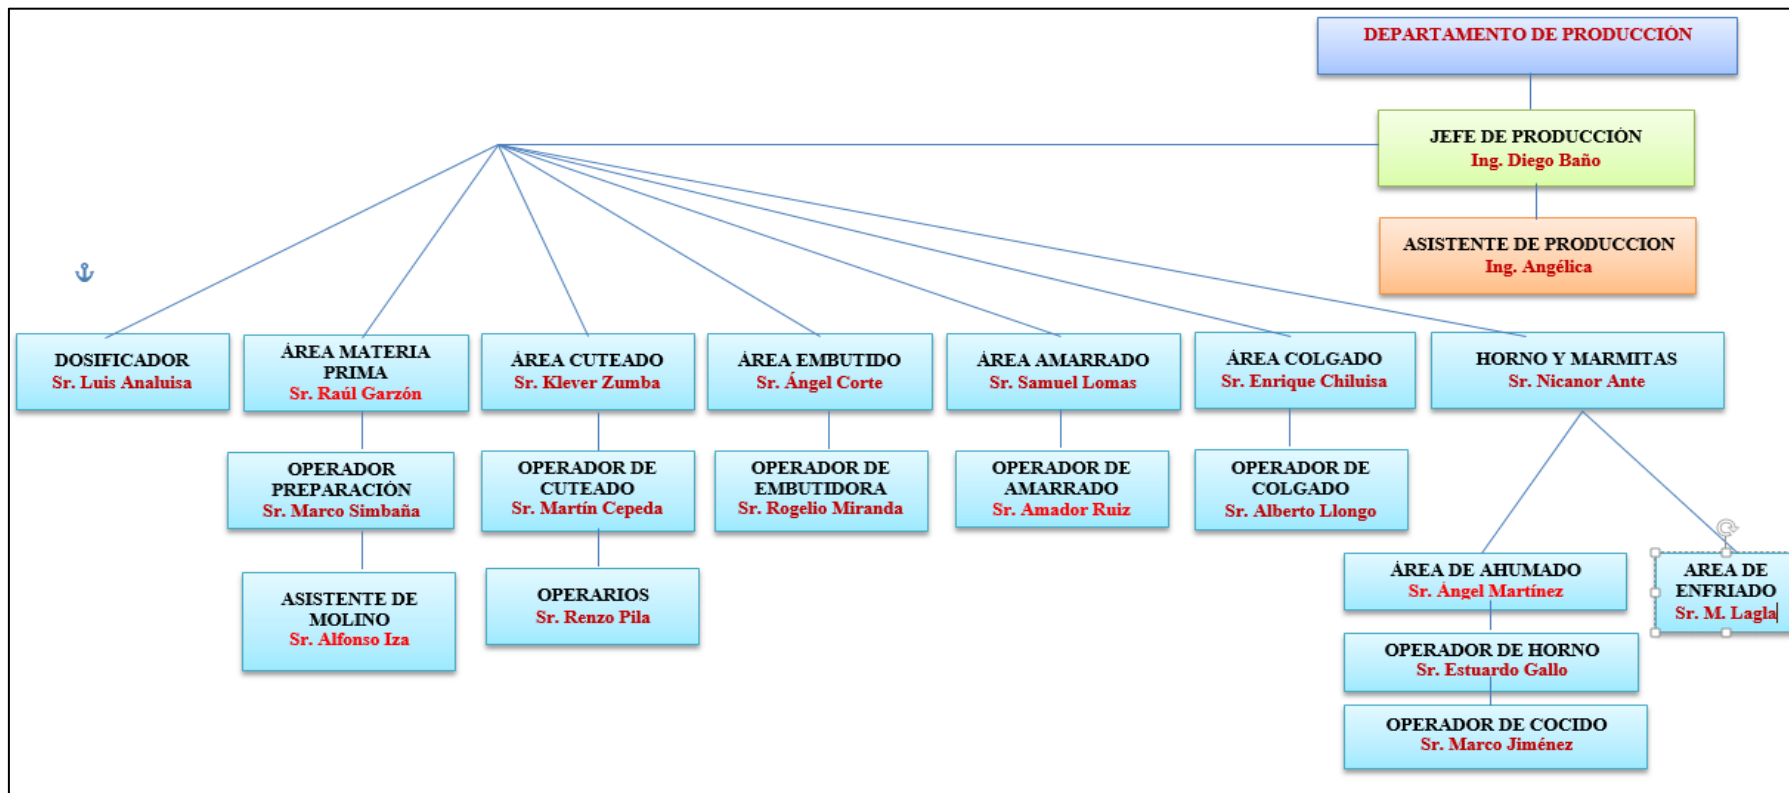 DEPARTAMENTO DE PRODUCCIÓN
JEFE DE PRODUCCIÓN
Ing. Diego Baño
ASISTENTE DE PRODUCCION
Ing. Angélica
DOSIFICADOR
Sr. Luis Analuisa
ÁREA MATERIA
PRIMA
Sr. Raúl Garzón
ÁREA CUTEADO
Sr. Klever Zumba
ÁREA EMBUTIDO
Sr. Ángel Corte
ÁREA AMARRADO
Sr. Samuel Lomas
ÁREA COLGADO
Sr. Enrique Chiluisa
HORNO Y MARMITAS
Sr. Nicanor Ante
OPERADOR
PREPARACIÓN
Sr. Marco Simbaña
OPERADOR DE
CUTEADO
Sr. Martín Cepeda
OPERADOR DE
EMBUTIDORA
Sr. Rogelio Miranda
OPERADOR DE
AMARRADO
Sr. Amador Ruiz
OPERADOR DE
COLGADO
Sr. Alberto Llongo
ASISTENTE DE
MOLINO
Sr. Alfonso Iza
OPERARIOS
Sr. Renzo Pila
ÁREA DE AHUMADO
Sr. Ángel Martínez
AREA DE
ENFRIADO
Sr. M. Lagla
OPERADOR DE HORNO
Sr. Estuardo Gallo
OPERADOR DE COCIDO
Sr. Marco Jiménez